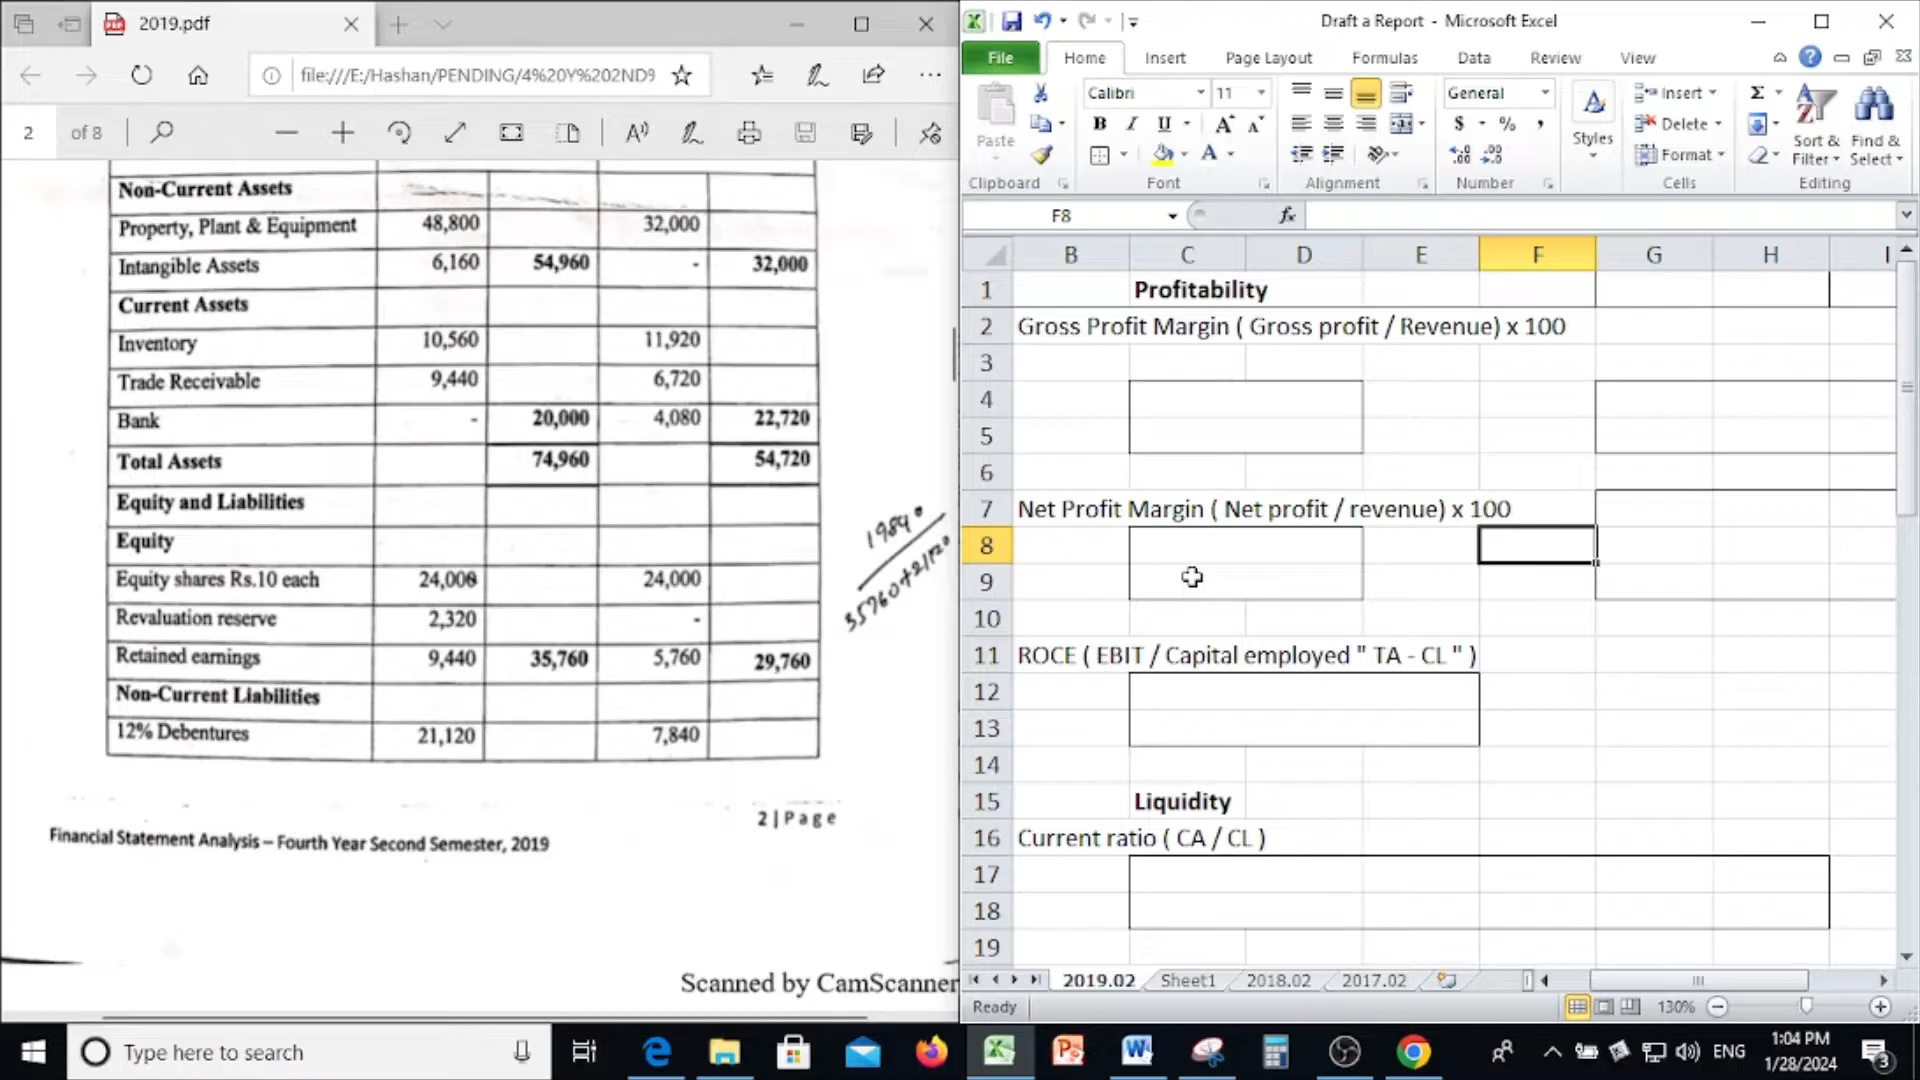 2019.pdf
file:///E:/Hashan/PENDING/4%20Y%202ND9
2 of 8
Non-Current Assets
Property, Plant & Equipment 48,800 32,000
Intangible Assets 6,160 54,960 - 32,000
Current Assets
Inventory 10,560 11,920
Trade Receivable 9,440 6,720
Bank - 20,000 4,080 22,720
Total Assets 74,960 54,720
Equity and Liabilities
Equity
Equity shares Rs.10 each 24,000 24,000
Revaluation reserve 2,320 -
Retained earnings 9,440 35,760 5,760 29,760
Non-Current Liabilities
12% Debentures 21,120 7,840
19840
35760+21120
2 | Page
Financial Statement Analysis – Fourth Year Second Semester, 2019
Scanned by CamScanner
Draft a Report - Microsoft Excel
File Home Insert Page Layout Formulas Data Review View
Paste
Calibri 11
B I U
General
$ % ,
Styles
Insert
Delete
Format
Σ
Sort & Filter
Find & Select
Clipboard Font Alignment Number Cells Editing
F8 fx
B C D E F G H I
1 Profitability
2 Gross Profit Margin ( Gross profit / Revenue) x 100
3
4
5
6
7 Net Profit Margin ( Net profit / revenue) x 100
8
9
10
11 ROCE ( EBIT / Capital employed " TA - CL " )
12
13
14
15 Liquidity
16 Current ratio ( CA / CL )
17
18
19
2019.02 Sheet1 2018.02 2017.02
Ready 130%
Type here to search
ENG
1:04 PM
1/28/2024
3